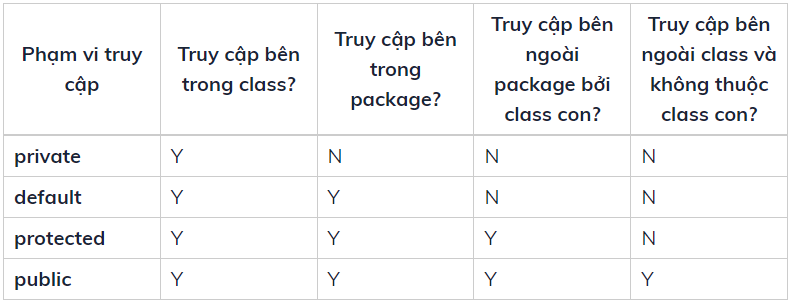 Phạm vi truy
cập
Truy cập bên
trong class?
Truy cập bên
trong
package?
Truy cập bên
ngoài
package bởi
class con?
Truy cập bên
ngoài class và
không thuộc
class con?
private Y N N N
default Y Y N N
protected Y Y Y N
public Y Y Y Y